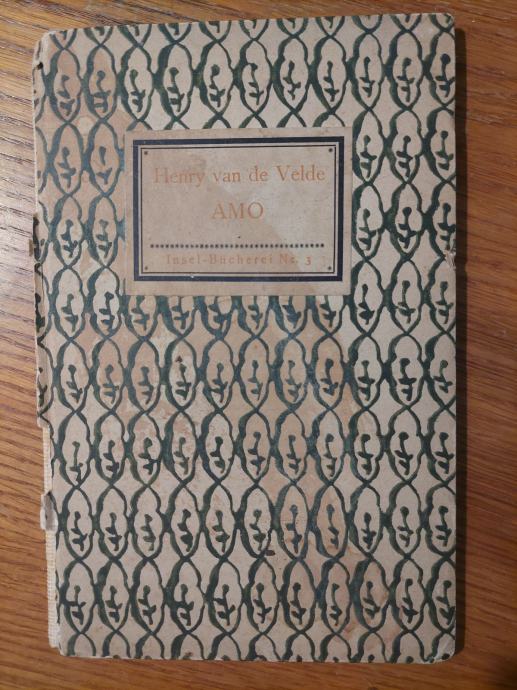 Henry van de Velde
AMO
Insel-Bücherei Nr. 3